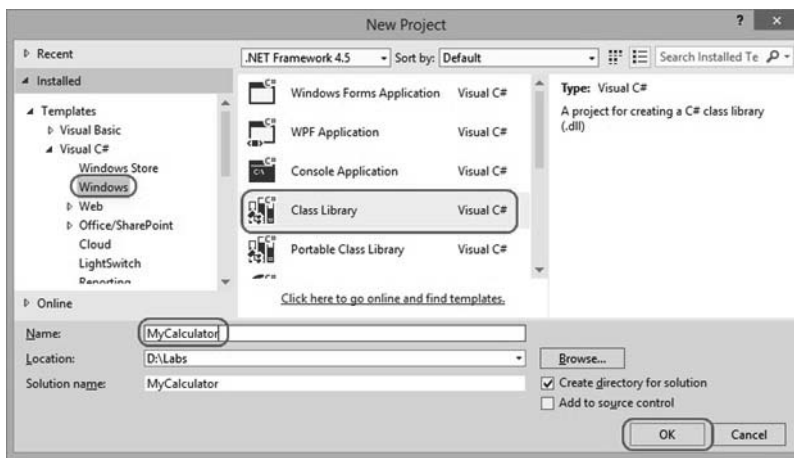 New Project
? ×
Recent
.NET Framework 4.5 Sort by: Default
Search Installed Te
Installed
Templates
Visual Basic
Visual C#
Windows Store
Windows
Web
Office/SharePoint
Cloud
LightSwitch
Reporting
Online
Windows Forms Application Visual C#
WPF Application Visual C#
Console Application Visual C#
Class Library Visual C#
Portable Class Library Visual C#
Click here to go online and find templates.
Type: Visual C#
A project for creating a C# class library
(.dll)
Name: MyCalculator
Location: D:\Labs
Browse...
Solution name: MyCalculator
Create directory for solution
Add to source control
OK Cancel